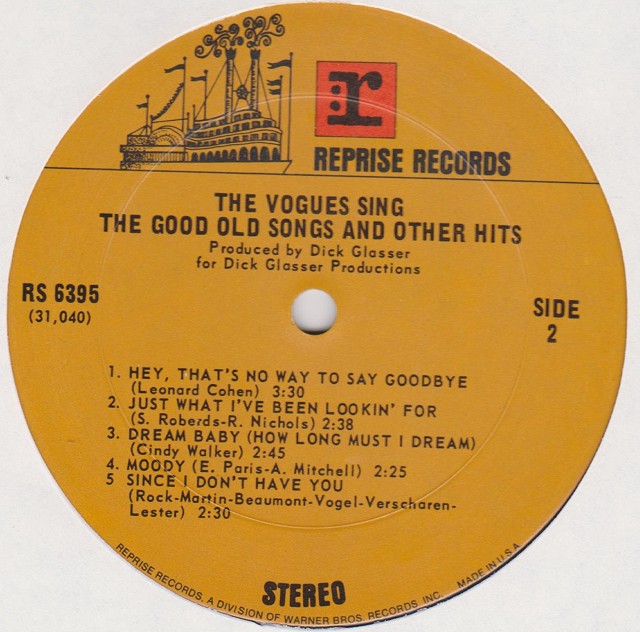 r
REPRISE RECORDS
THE VOGUES SING
THE GOOD OLD SONGS AND OTHER HITS
Produced by Dick Glasser
for Dick Glasser Productions
RS 6395
(31,040)
SIDE
2
1. HEY, THAT'S NO WAY TO SAY GOODBYE
(Leonard Cohen) 3:30
2. JUST WHAT I'VE BEEN LOOKIN' FOR
(S. Roberds-R. Nichols) 2:38
3. DREAM BABY (HOW LONG MUST I DREAM)
(Cindy Walker) 2:45
4. MOODY (E. Paris-A. Mitchell) 2:25
5 SINCE I DON'T HAVE YOU
(Rock-Martin-Beaumont-Vogel-Verscharen-
Lester) 2:30
STEREO
REPRISE RECORDS, A DIVISION OF WARNER BROS. RECORDS, INC. MADE IN U.S.A.